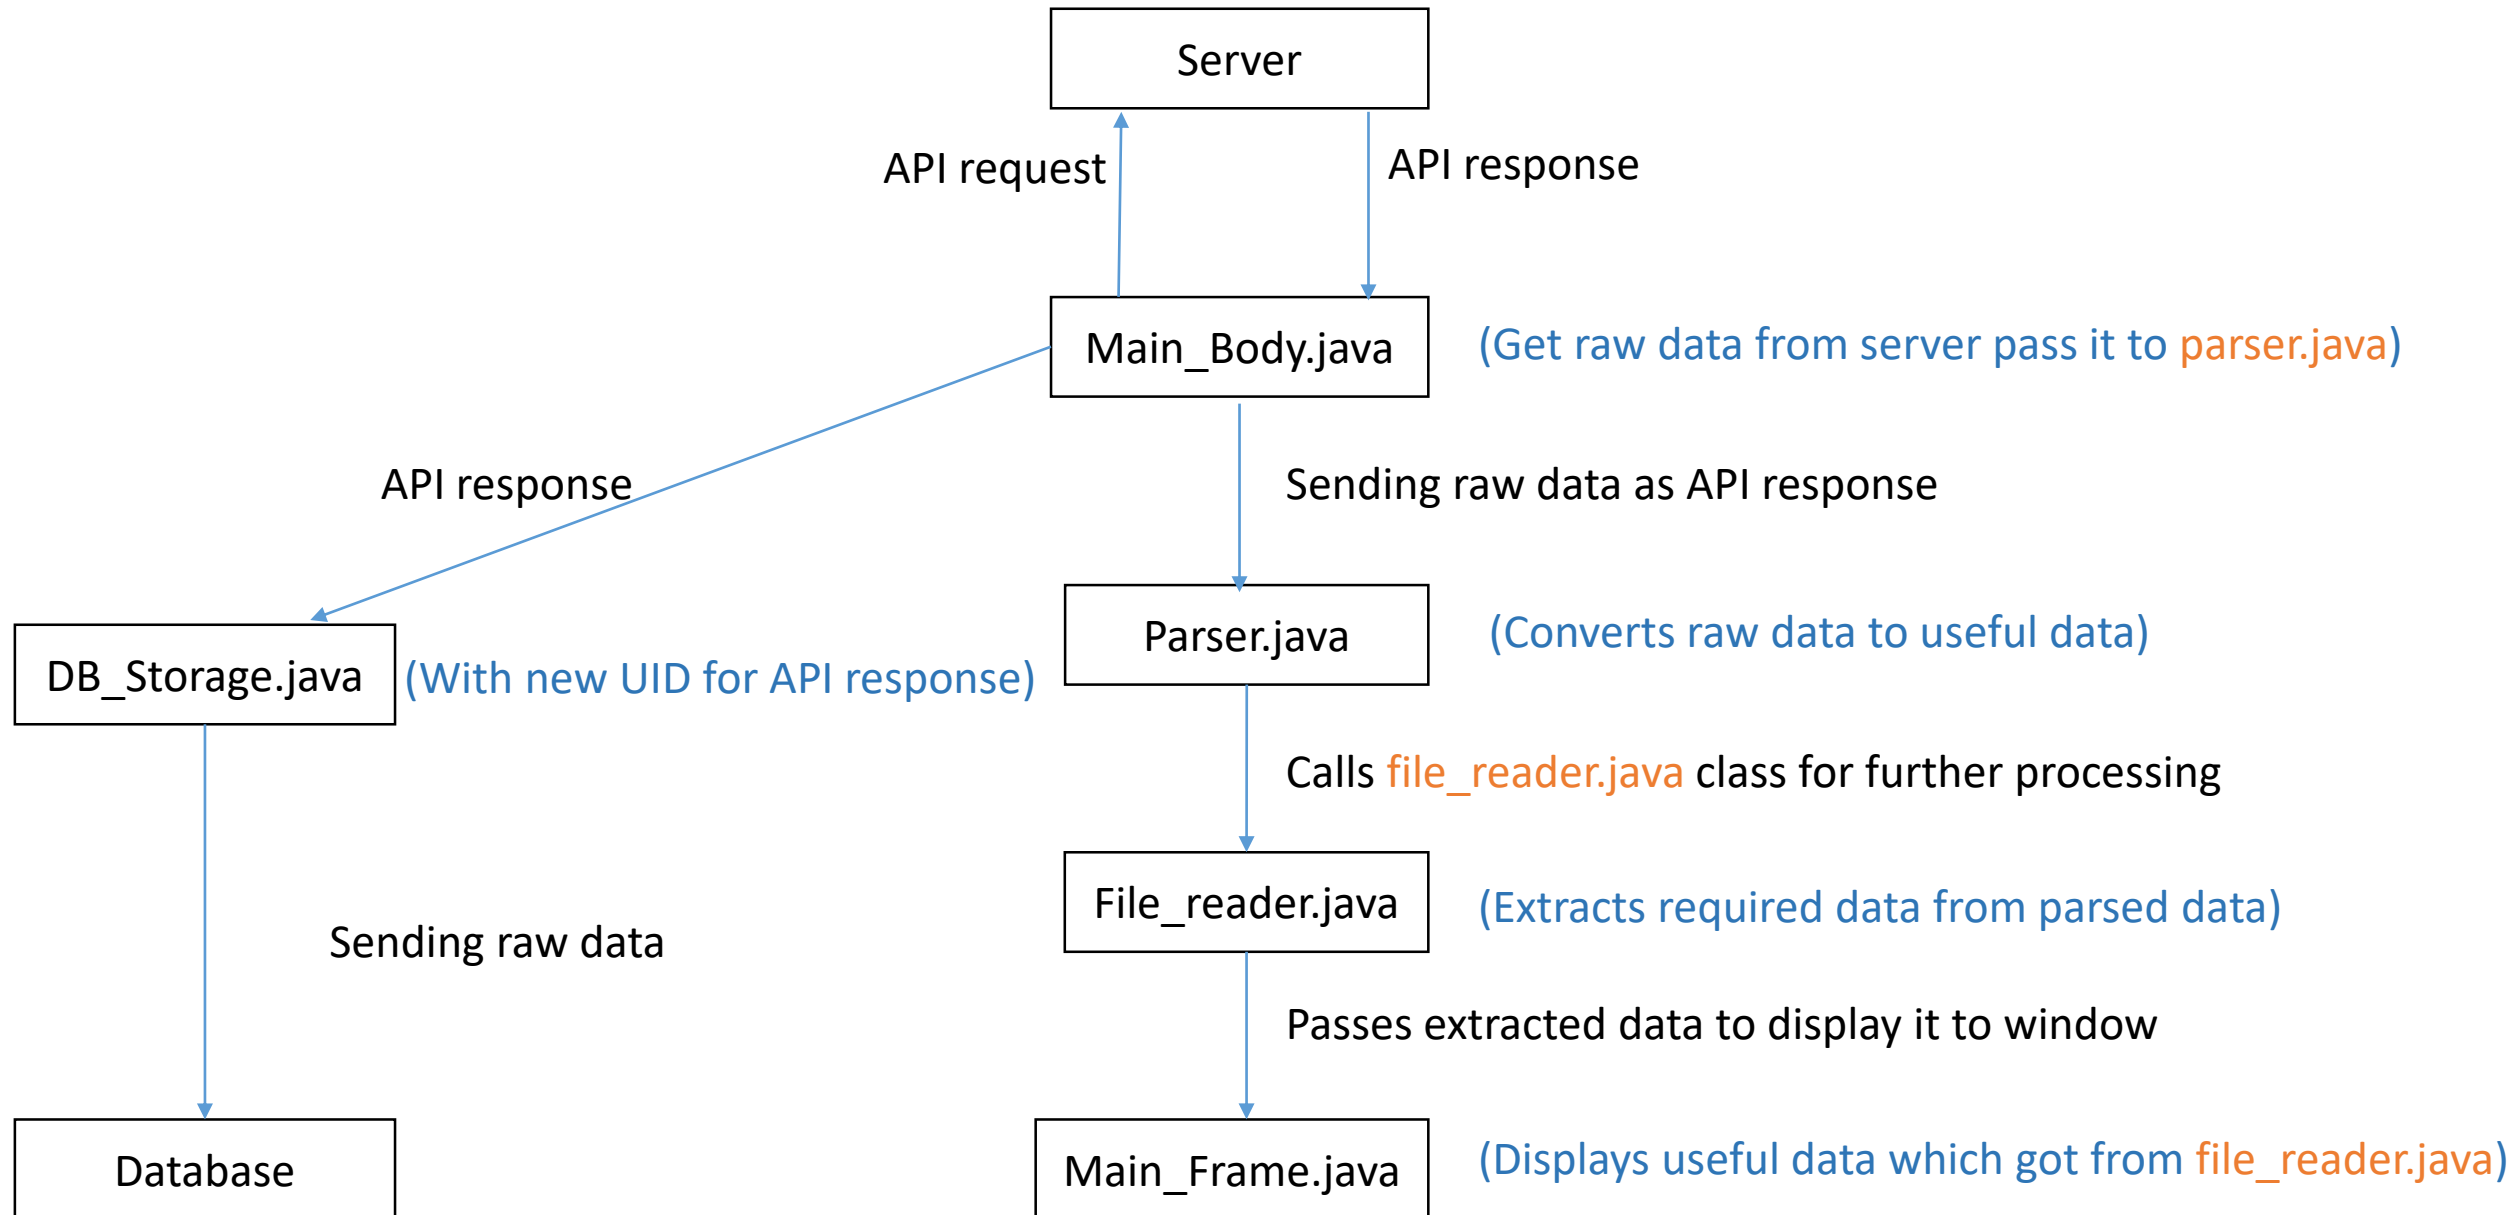 Server
API request
API response
Main_Body.java
(Get raw data from server pass it to parser.java)
API response
Sending raw data as API response
DB_Storage.java
(With new UID for API response)
Parser.java
(Converts raw data to useful data)
Calls file_reader.java class for further processing
File_reader.java
(Extracts required data from parsed data)
Sending raw data
Passes extracted data to display it to window
Database
Main_Frame.java
(Displays useful data which got from file_reader.java)